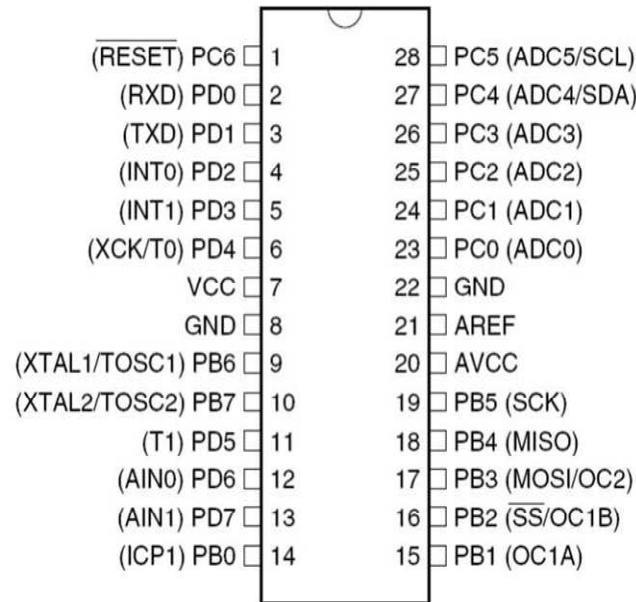 (RESET) PC6 1 28 PC5 (ADC5/SCL)
(RXD) PD0 2 27 PC4 (ADC4/SDA)
(TXD) PD1 3 26 PC3 (ADC3)
(INT0) PD2 4 25 PC2 (ADC2)
(INT1) PD3 5 24 PC1 (ADC1)
(XCK/T0) PD4 6 23 PC0 (ADC0)
VCC 7 22 GND
GND 8 21 AREF
(XTAL1/TOSC1) PB6 9 20 AVCC
(XTAL2/TOSC2) PB7 10 19 PB5 (SCK)
(T1) PD5 11 18 PB4 (MISO)
(AIN0) PD6 12 17 PB3 (MOSI/OC2)
(AIN1) PD7 13 16 PB2 (SS/OC1B)
(ICP1) PB0 14 15 PB1 (OC1A)